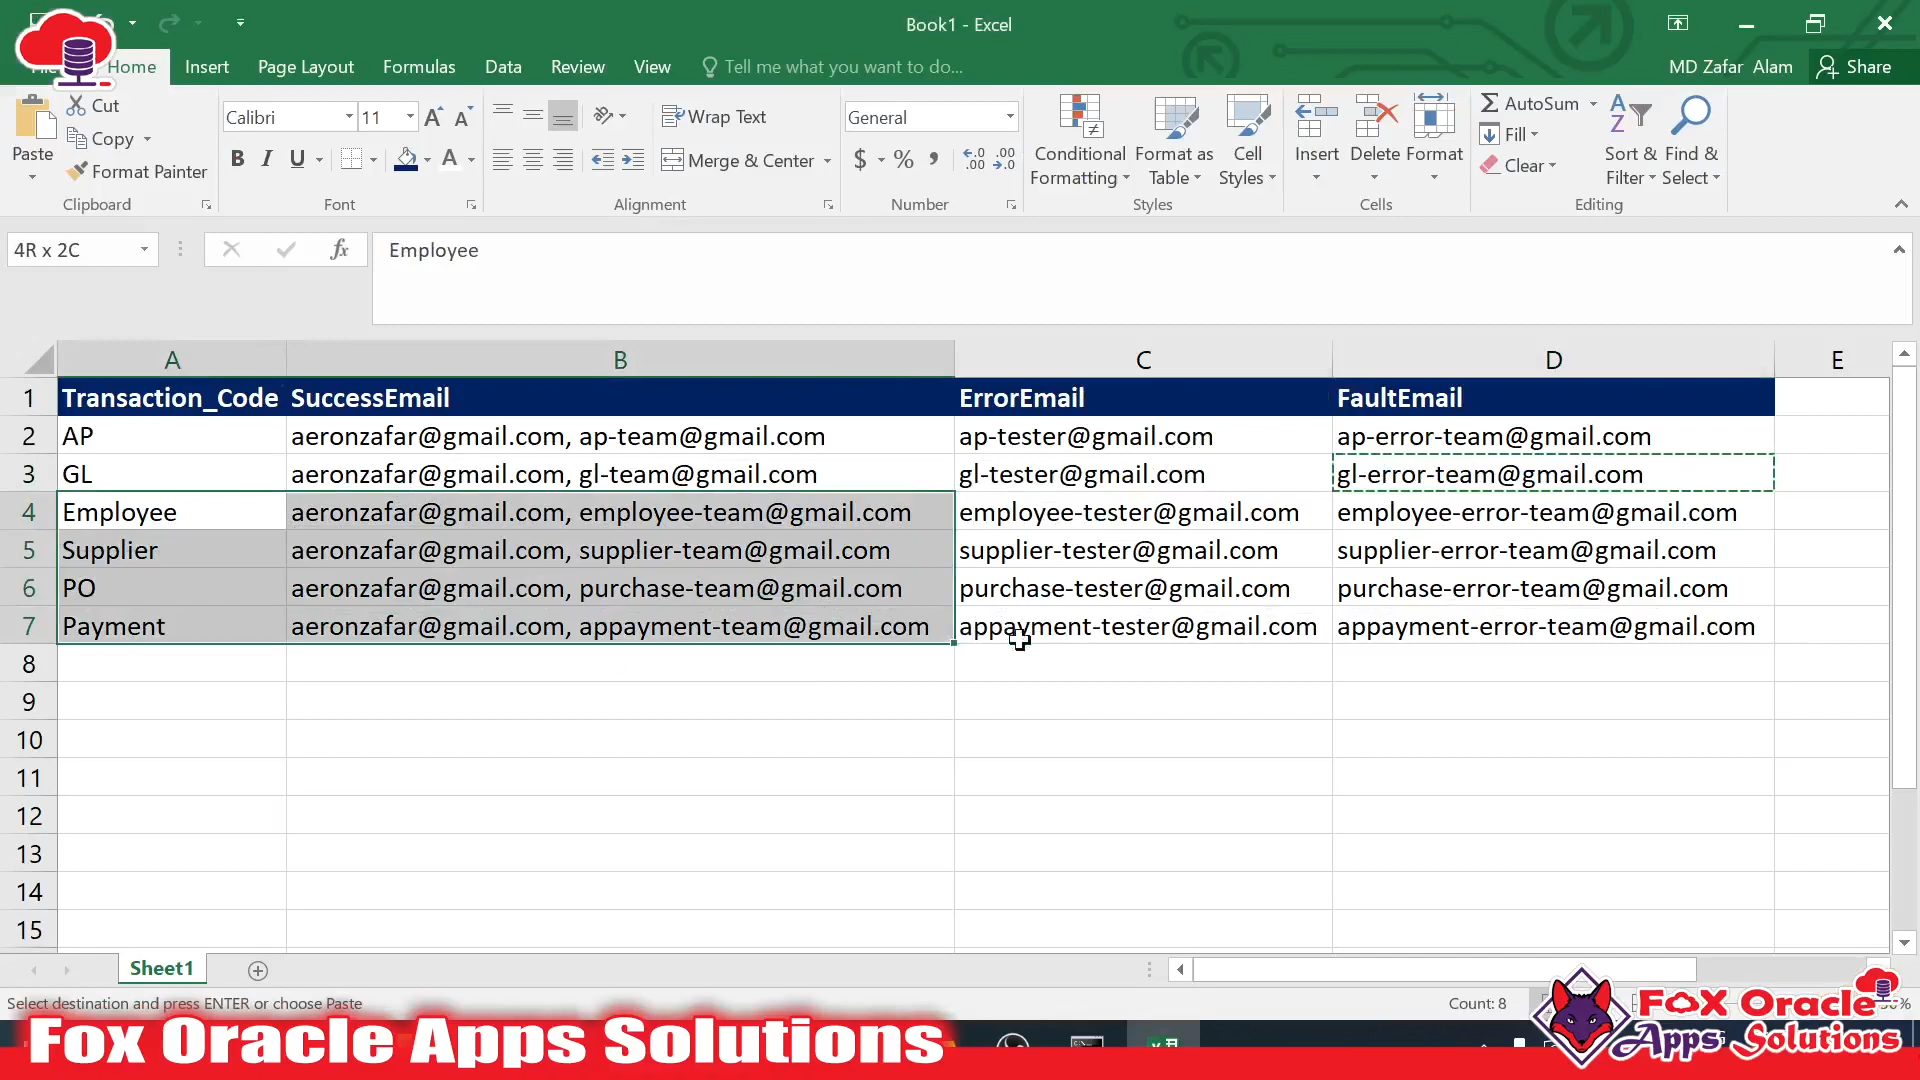 Book1 - Excel
Home Insert Page Layout Formulas Data Review View Tell me what you want to do... MD Zafar Alam Share
Paste Cut Copy Format Painter Clipboard
Calibri 11 B I U A Font
Wrap Text Merge & Center Alignment
General $ % , .0 .00 .00 .0 Number
Conditional Formatting Format as Table Cell Styles Styles
Insert Delete Format Cells
AutoSum Fill Clear Sort & Filter Find & Select Editing
4R x 2C fx Employee
A B C D E
1 Transaction_Code SuccessEmail ErrorEmail FaultEmail
2 AP aeronzafar@gmail.com, ap-team@gmail.com ap-tester@gmail.com ap-error-team@gmail.com
3 GL aeronzafar@gmail.com, gl-team@gmail.com gl-tester@gmail.com gl-error-team@gmail.com
4 Employee aeronzafar@gmail.com, employee-team@gmail.com employee-tester@gmail.com employee-error-team@gmail.com
5 Supplier aeronzafar@gmail.com, supplier-team@gmail.com supplier-tester@gmail.com supplier-error-team@gmail.com
6 PO aeronzafar@gmail.com, purchase-team@gmail.com purchase-tester@gmail.com purchase-error-team@gmail.com
7 Payment aeronzafar@gmail.com, appayment-team@gmail.com appayment-tester@gmail.com appayment-error-team@gmail.com
8
9
10
11
12
13
14
15
Sheet1
Select destination and press ENTER or choose Paste Count: 8
Fox Oracle Apps Solutions
Fox Oracle
Apps Solutions